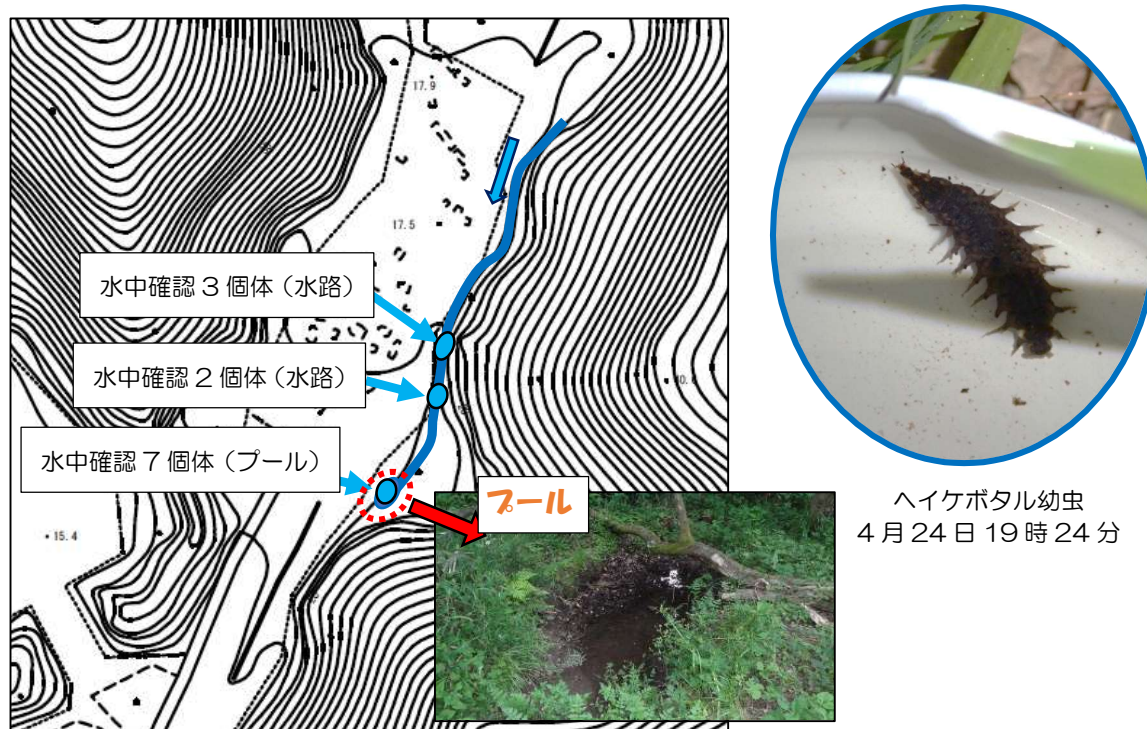 17.9
17.5
水中確認３個体（水路）
水中確認２個体（水路）
水中確認７個体（プール）
プール
15.4
ヘイケボタル幼虫
４月24日19時24分